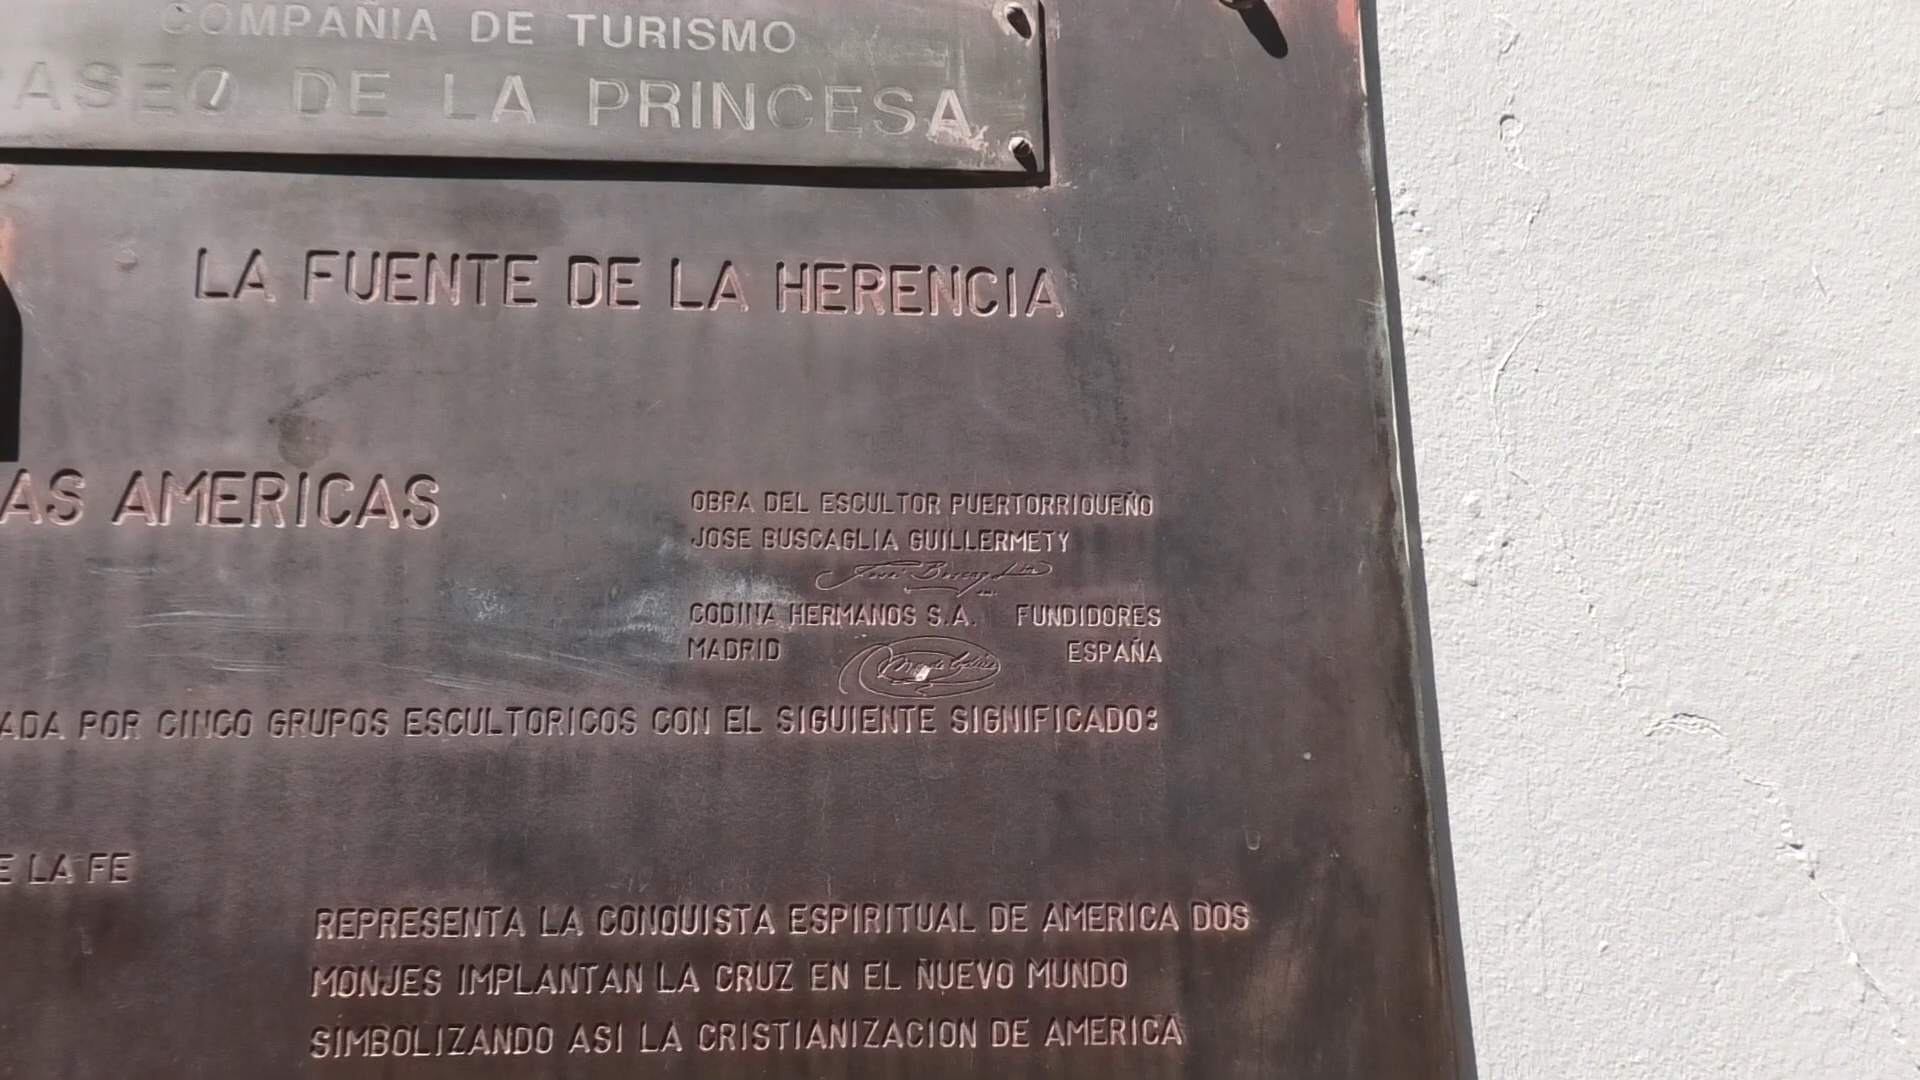 COMPAÑIA DE TURISMO
ASEO DE LA PRINCESA
LA FUENTE DE LA HERENCIA
AS AMERICAS
OBRA DEL ESCULTOR PUERTORRIQUEÑO
JOSE BUSCAGLIA GUILLERMETY
CODINA HERMANOS S.A. FUNDIDORES
MADRID ESPAÑA
ADA POR CINCO GRUPOS ESCULTORICOS CON EL SIGUIENTE SIGNIFICADO:
E LA FE
REPRESENTA LA CONQUISTA ESPIRITUAL DE AMERICA DOS
MONJES IMPLANTAN LA CRUZ EN EL NUEVO MUNDO
SIMBOLIZANDO ASI LA CRISTIANIZACION DE AMERICA